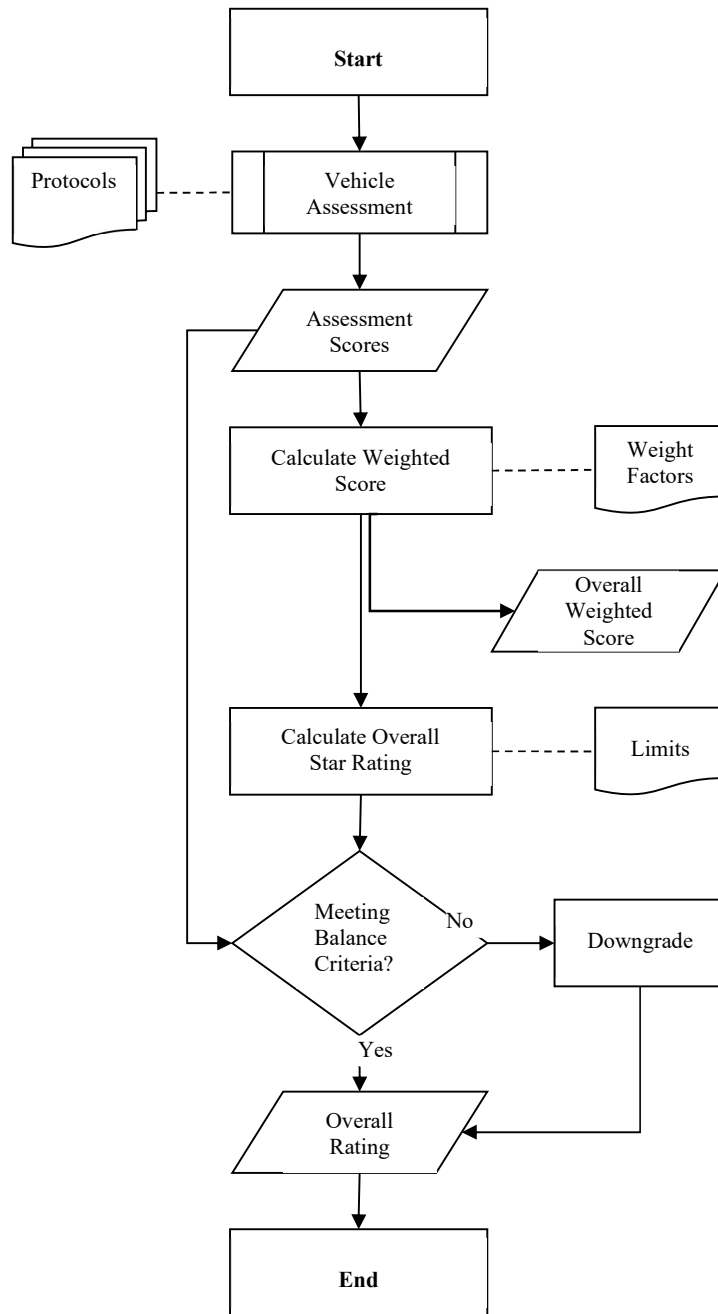 Start
Protocols
Vehicle
Assessment
Assessment
Scores
Calculate Weighted
Score
Weight
Factors
Overall
Weighted
Score
Calculate Overall
Star Rating
Limits
Meeting
Balance
Criteria?
No
Downgrade
Yes
Overall
Rating
End